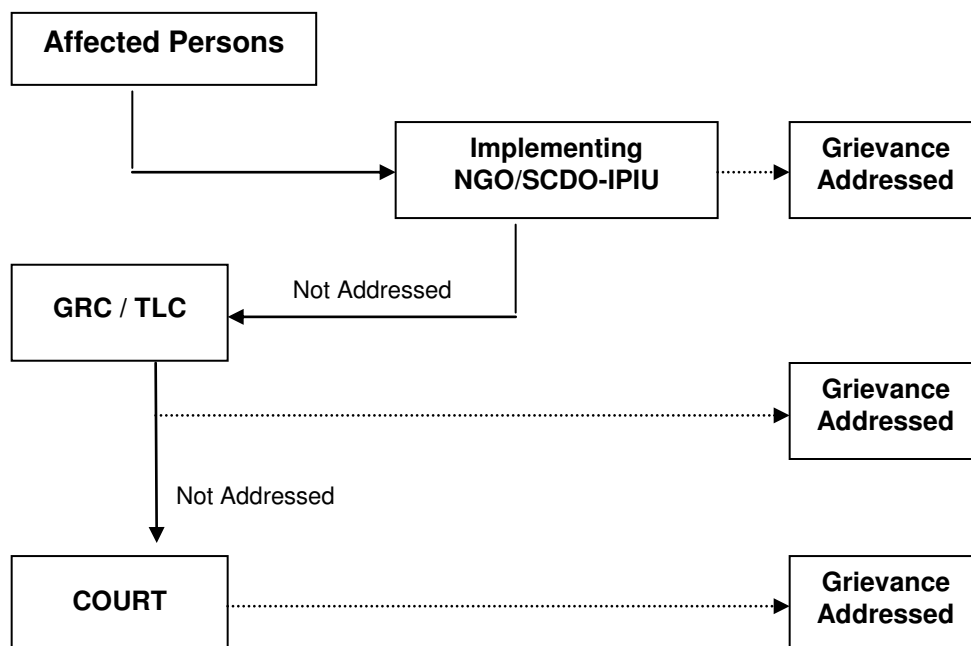 Affected Persons
Implementing
NGO/SCDO-IPIU
Grievance
Addressed
Not Addressed
GRC / TLC
Grievance
Addressed
Not Addressed
COURT
Grievance
Addressed